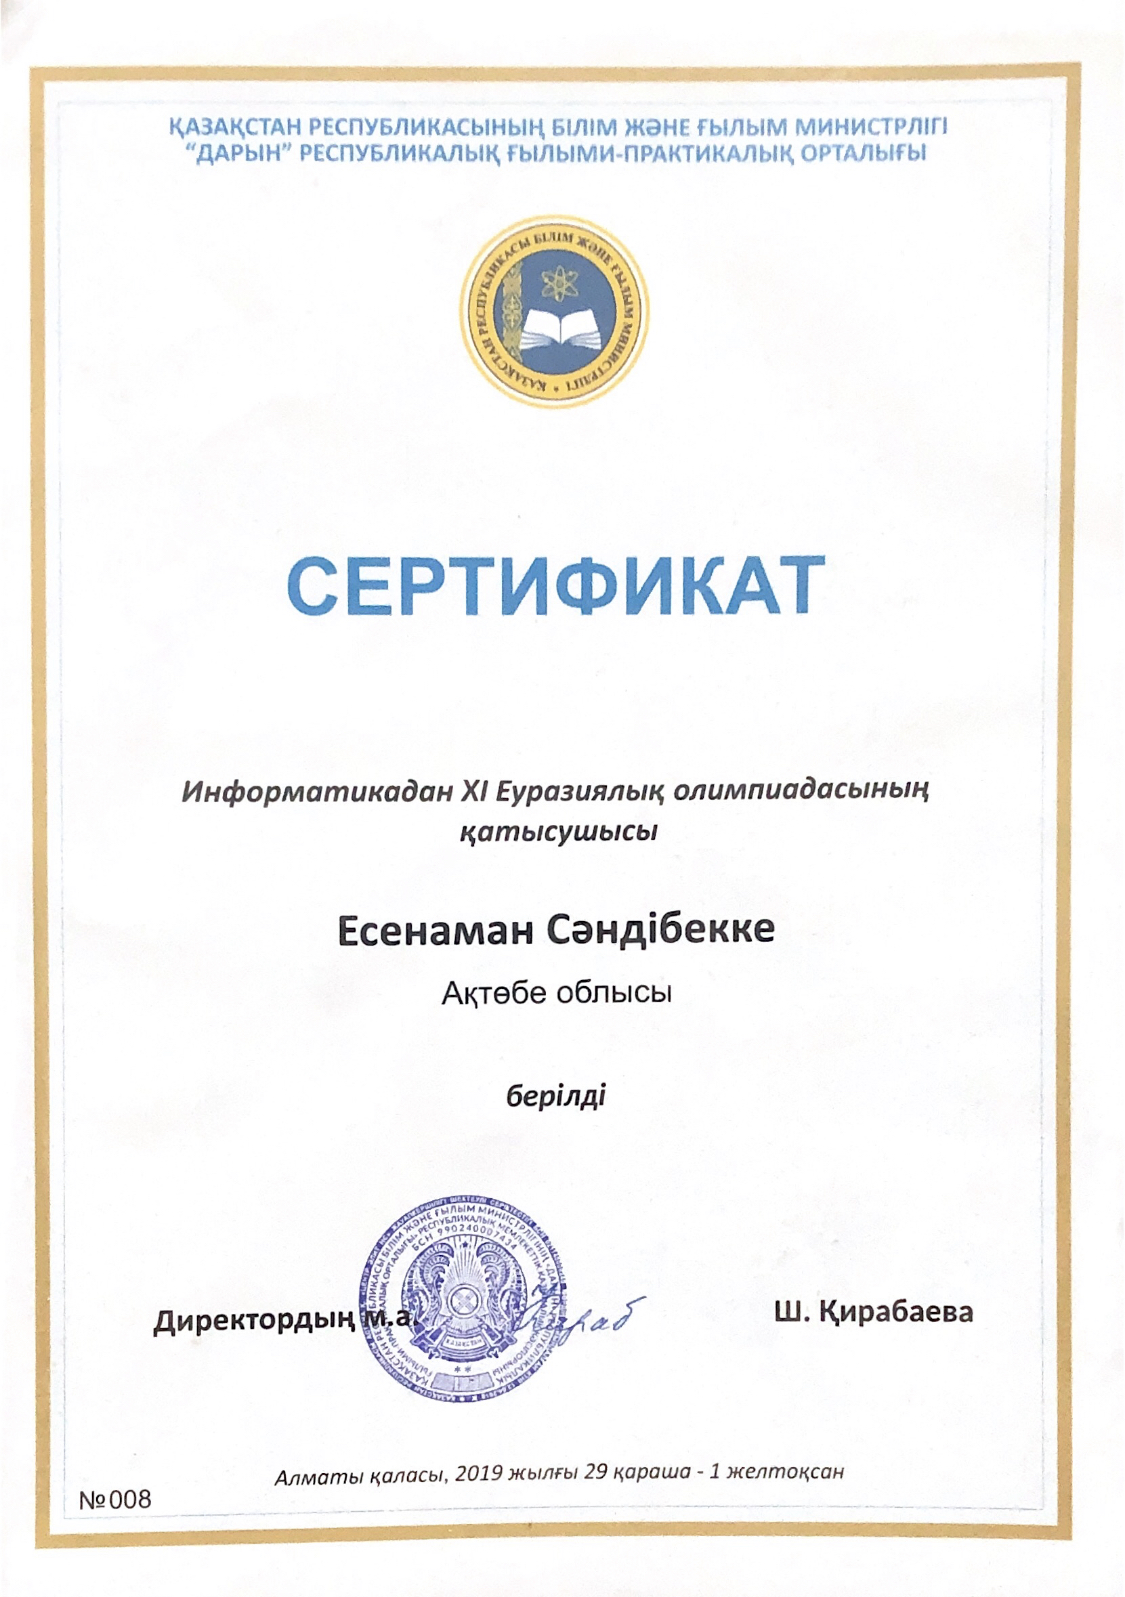 ҚАЗАҚСТАН РЕСПУБЛИКАСЫНЫҢ БІЛІМ ЖӘНЕ ҒЫЛЫМ МИНИСТРЛІГІ
“ДАРЫН” РЕСПУБЛИКАЛЫҚ ҒЫЛЫМИ-ПРАКТИКАЛЫҚ ОРТАЛЫҒЫ
ҚАЗАҚСТАН РЕСПУБЛИКАСЫ БІЛІМ ЖӘНЕ ҒЫЛЫМ МИНИСТРЛІГІ
СЕРТИФИКАТ
Информатикадан XI Еуразиялық олимпиадасының
қатысушысы
Есенаман Сәндібекке
Ақтөбе облысы
берілді
БСН 990240007434
Директордың м.а.
Ш. Қирабаева
Алматы қаласы, 2019 жылғы 29 қараша - 1 желтоқсан
№008